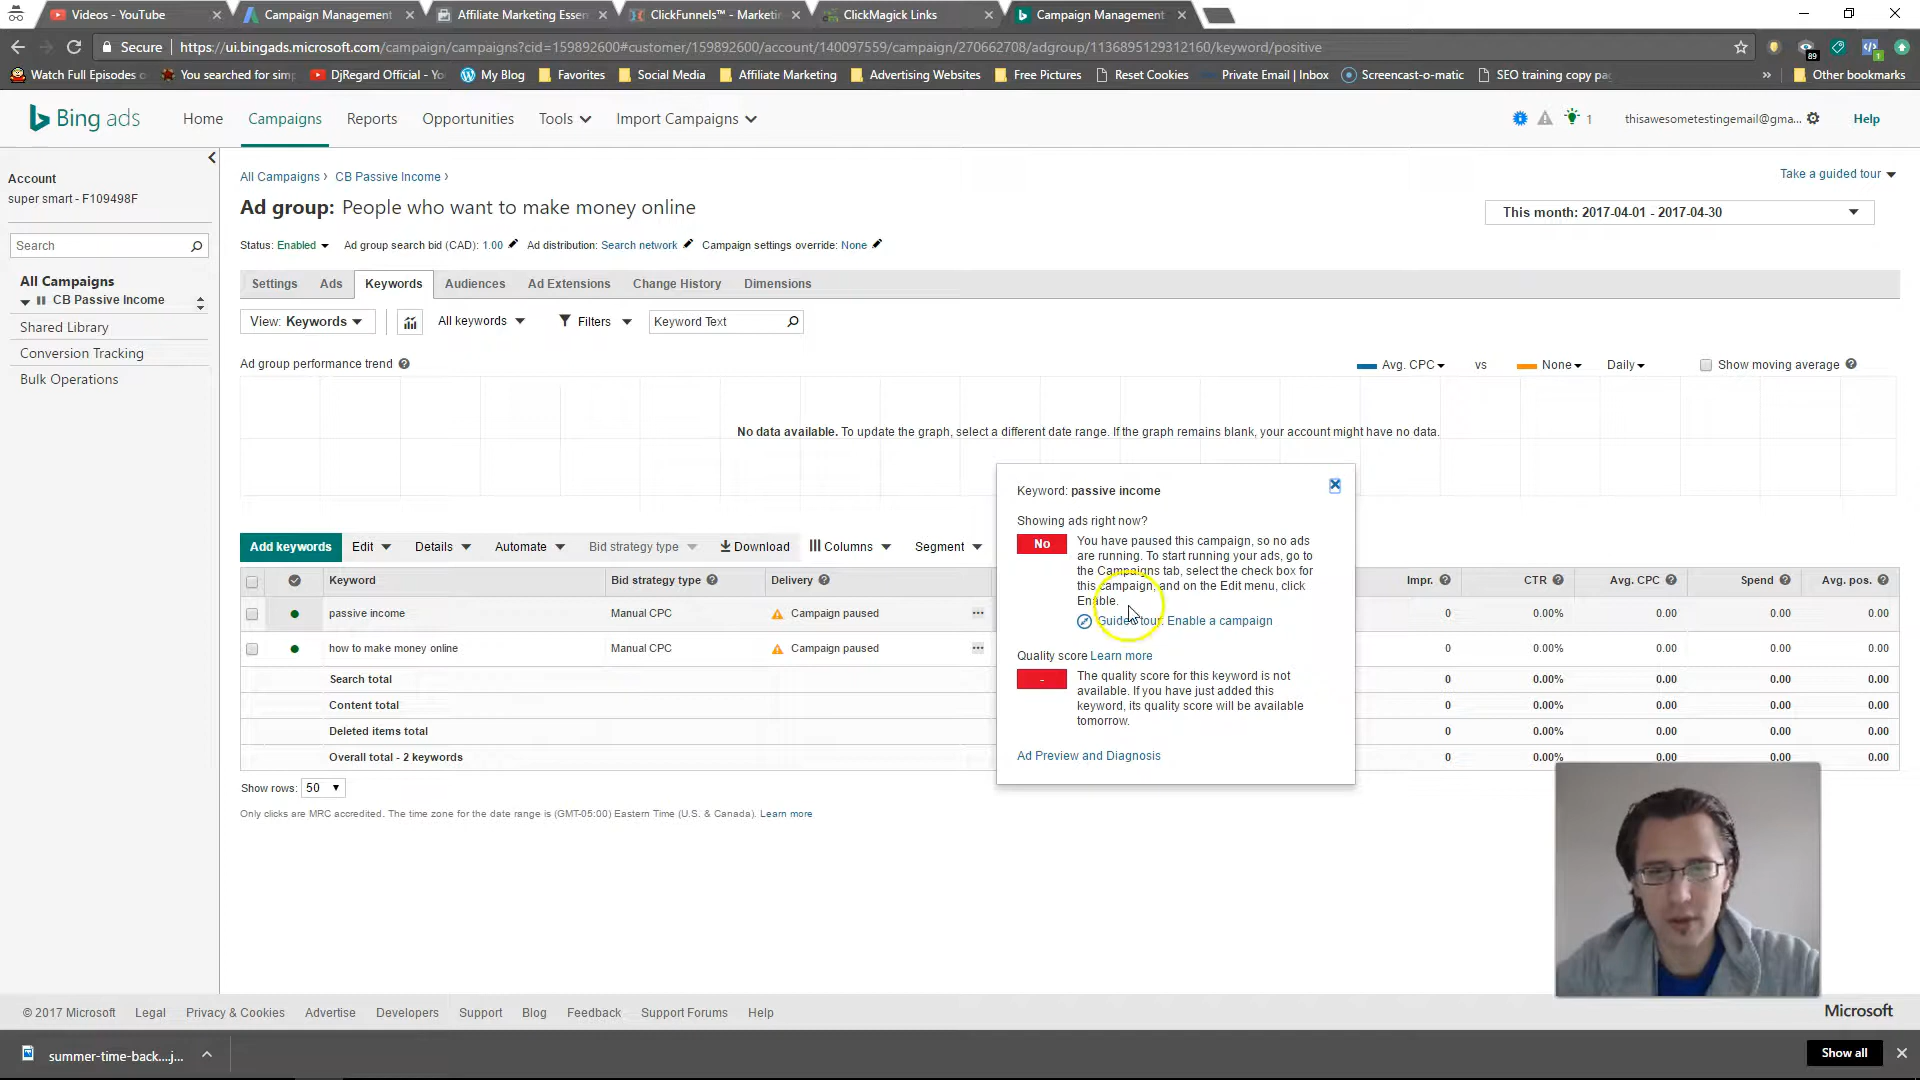 Videos - YouTube
Campaign Management
Affiliate Marketing Essen
ClickFunnels™ - Marketin
ClickMagick Links
Campaign Management
Secure
https://ui.bingads.microsoft.com/campaign/campaigns?cid=159892600#customer/159892600/account/140097559/campaign/270662708/adgroup/1136895129312160/keyword/positive
89
1
Watch Full Episodes o
You searched for simp
DjRegard Official - Yo
My Blog
Favorites
Social Media
Affiliate Marketing
Advertising Websites
Free Pictures
Reset Cookies
Private Email | Inbox
Screencast-o-matic
SEO training copy pag
»
Other bookmarks
Bing ads
Home
Campaigns
Reports
Opportunities
Tools
Import Campaigns
1
thisawesometestingemail@gma...
Help
Account
super smart - F109498F
Search
All Campaigns
CB Passive Income
Shared Library
Conversion Tracking
Bulk Operations
All Campaigns › CB Passive Income ›
Take a guided tour
Ad group: People who want to make money online
This month: 2017-04-01 - 2017-04-30
Status: Enabled Ad group search bid (CAD): 1.00 Ad distribution: Search network Campaign settings override: None
Settings
Ads
Keywords
Audiences
Ad Extensions
Change History
Dimensions
View: Keywords
All keywords
Filters
Keyword Text
Ad group performance trend
Avg. CPC vs None Daily
Show moving average
No data available. To update the graph, select a different date range. If the graph remains blank, your account might have no data.
Keyword: passive income
Showing ads right now?
No
You have paused this campaign, so no ads
are running. To start running your ads, go to
the Campaigns tab, select the check box for
this campaign, and on the Edit menu, click
Enable.
Guided tour: Enable a campaign
Quality score Learn more
-
The quality score for this keyword is not
available. If you have just added this
keyword, its quality score will be available
tomorrow.
Ad Preview and Diagnosis
Add keywords
Edit
Details
Automate
Bid strategy type
Download
Columns
Segment
Keyword Bid strategy type Delivery Impr. CTR Avg. CPC Spend Avg. pos.
passive income Manual CPC Campaign paused ... 0 0.00% 0.00 0.00 0.00
how to make money online Manual CPC Campaign paused ... 0 0.00% 0.00 0.00 0.00
Search total 0 0.00% 0.00 0.00 0.00
Content total 0 0.00% 0.00 0.00 0.00
Deleted items total 0 0.00% 0.00 0.00 0.00
Overall total - 2 keywords 0 0.00% 0.00 0.00 0.00
Show rows: 50
Only clicks are MRC accredited. The time zone for the date range is (GMT-05:00) Eastern Time (U.S. & Canada). Learn more
© 2017 Microsoft
Legal
Privacy & Cookies
Advertise
Developers
Support
Blog
Feedback
Support Forums
Help
Microsoft
summer-time-back....j...
Show all